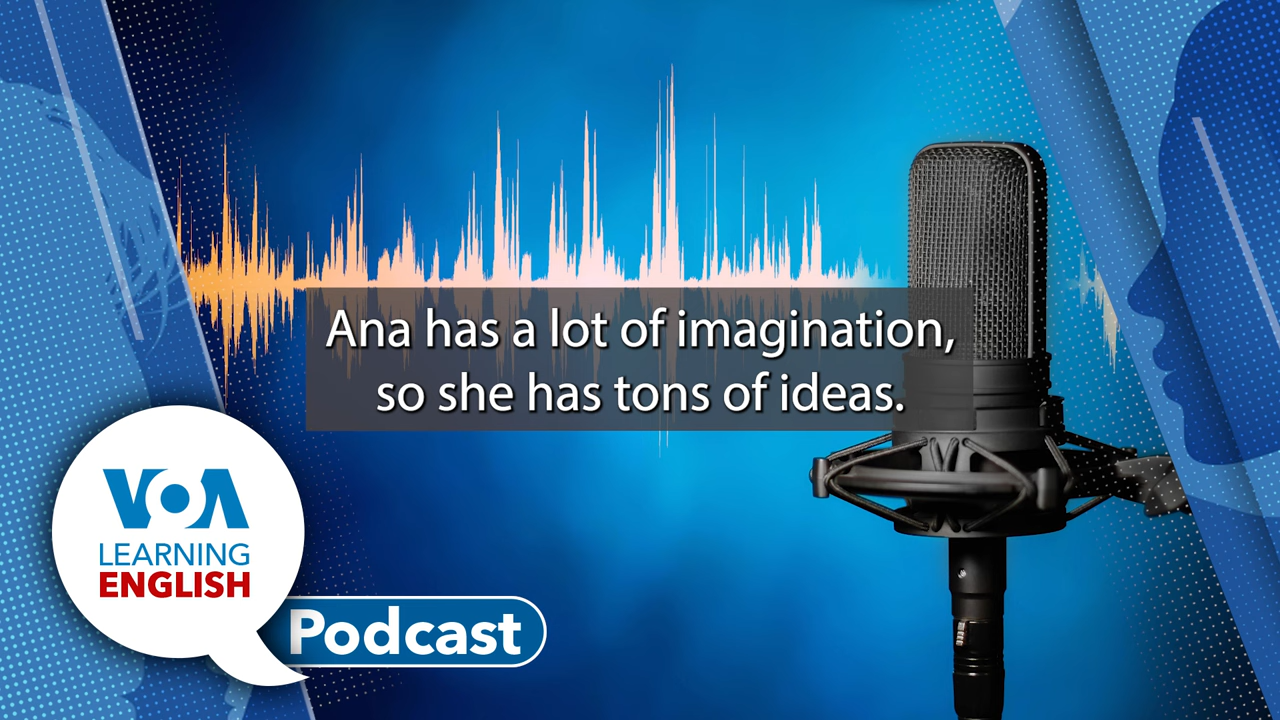 Ana has a lot of imagination,
so she has tons of ideas.
VOA
LEARNING
ENGLISH
Podcast